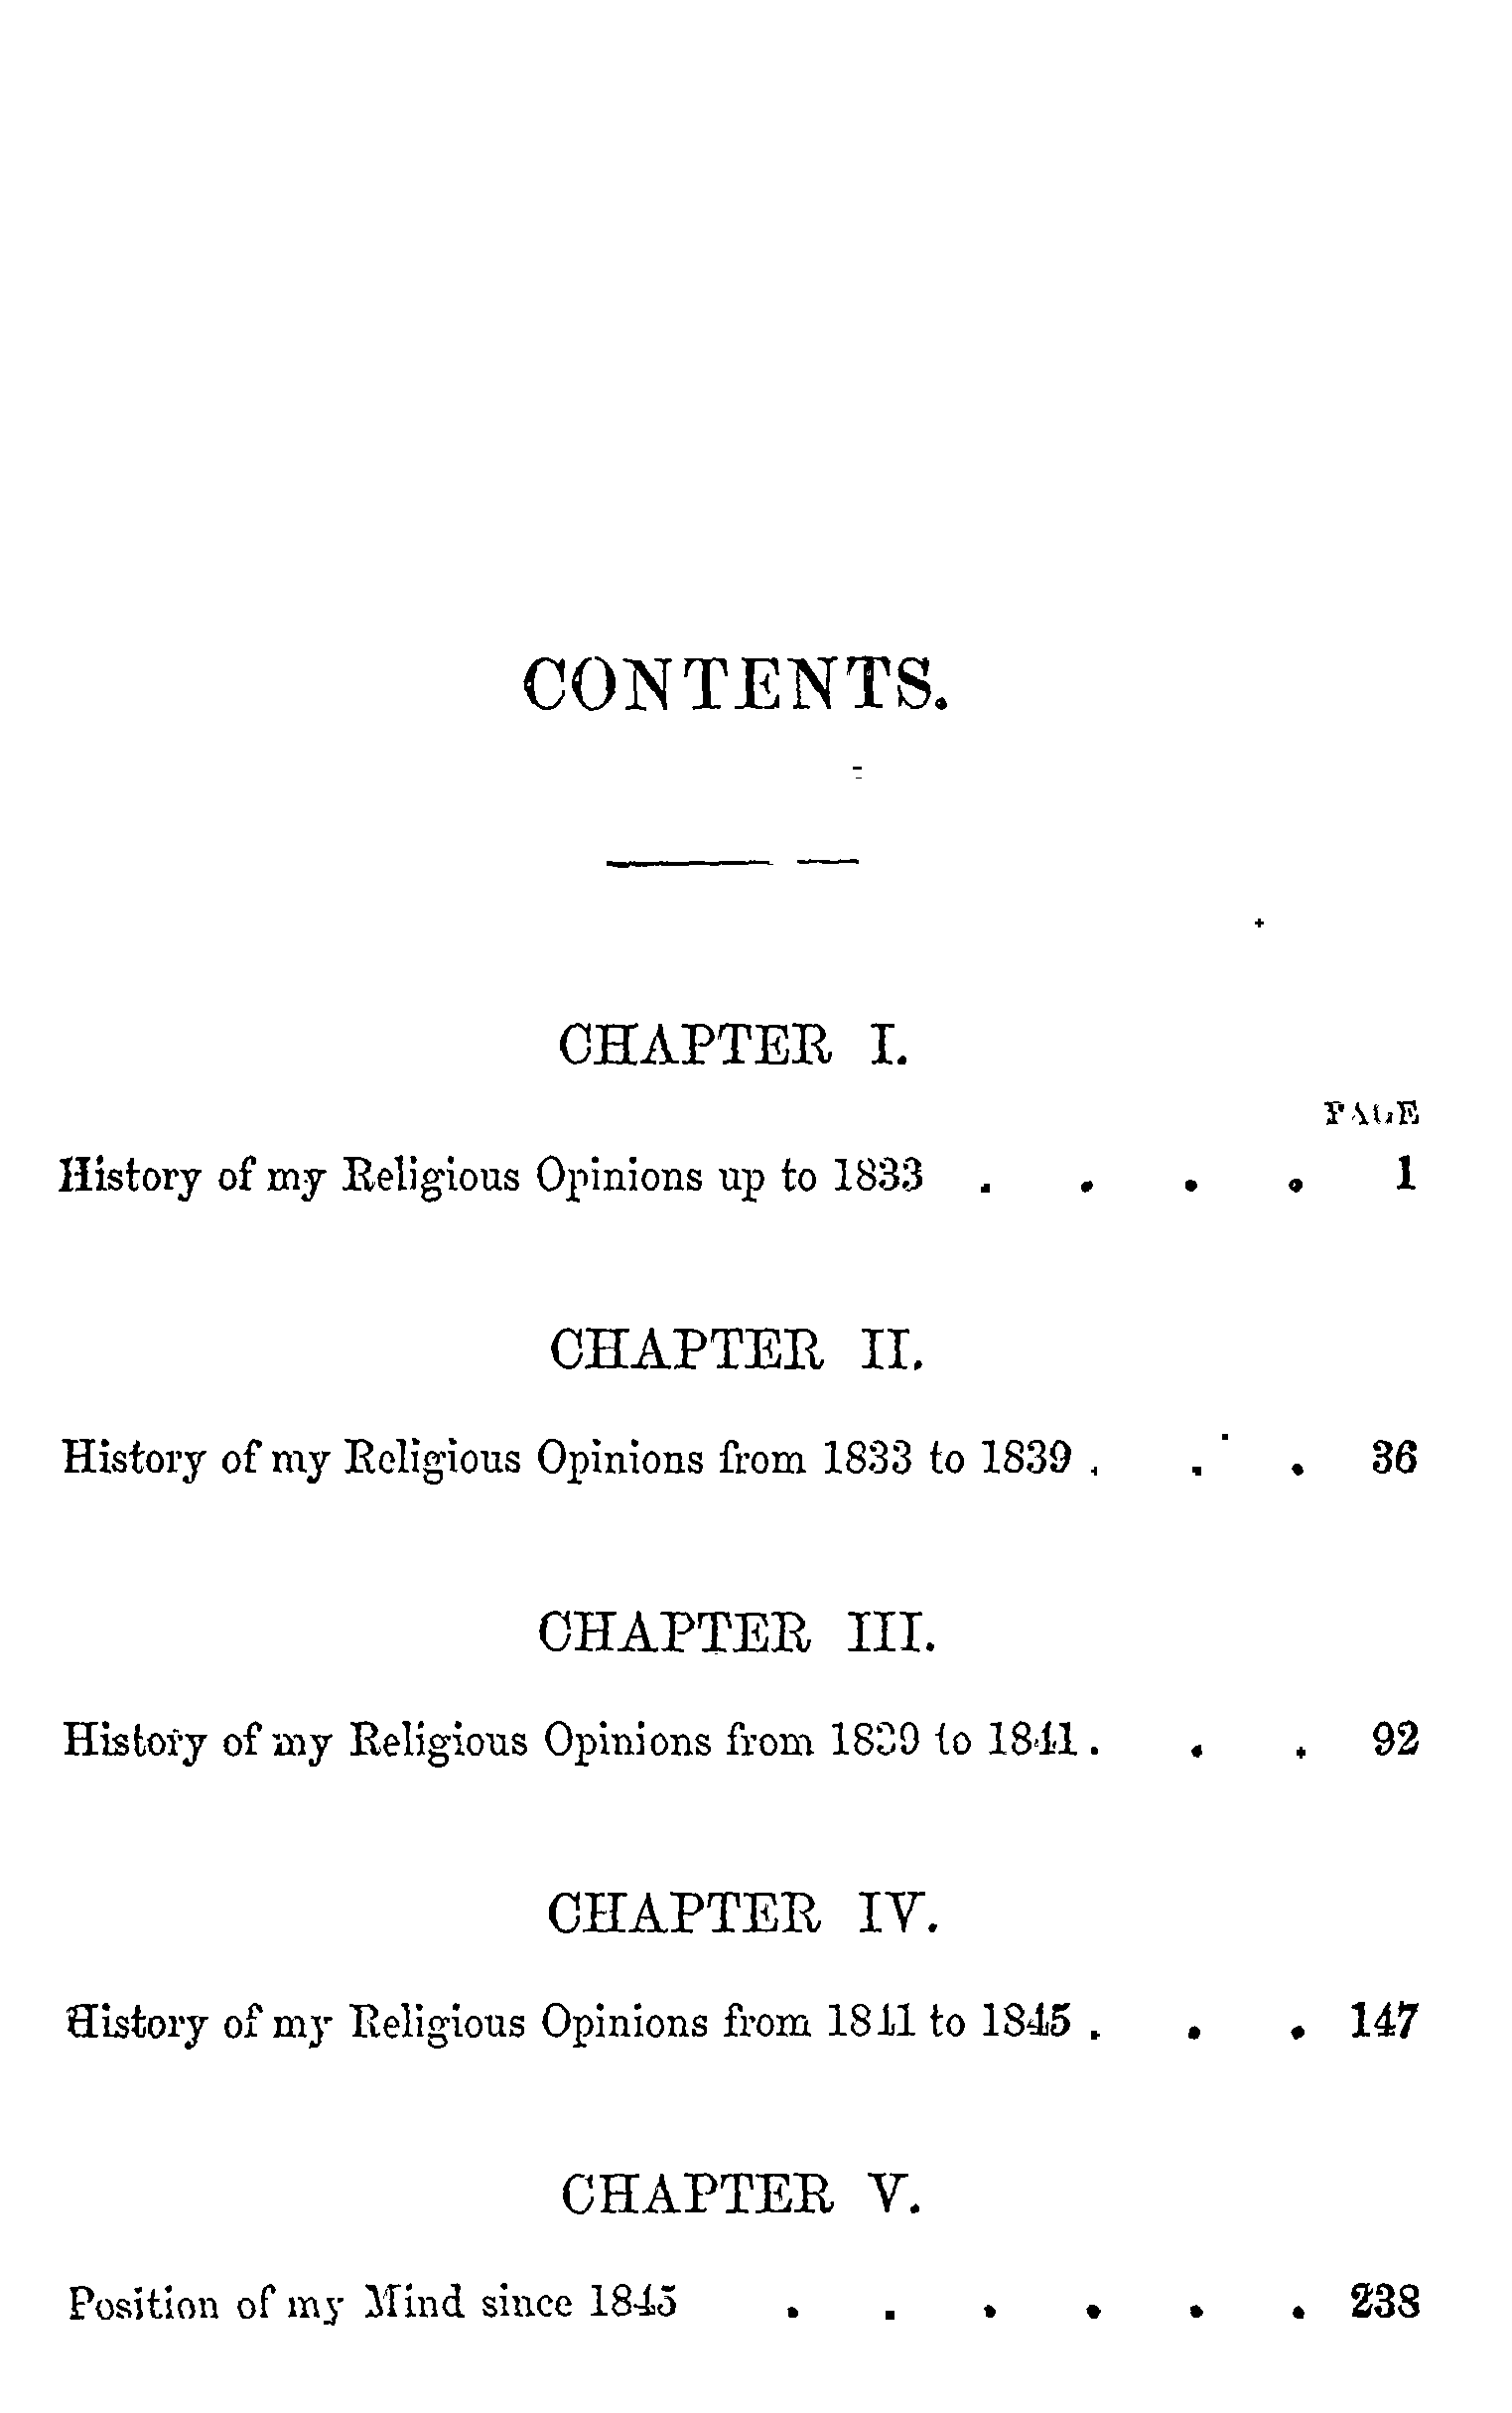 CONTENTS.
CHAPTER I.
PAGE
History of my Religious Opinions up to 1833 . . . . 1
CHAPTER II.
History of my Religious Opinions from 1833 to 1839 . . . 36
CHAPTER III.
History of my Religious Opinions from 1839 to 1841 . . . 92
CHAPTER IV.
History of my Religious Opinions from 1841 to 1845 . . . 147
CHAPTER V.
Position of my Mind since 1845 . . . . . . 238